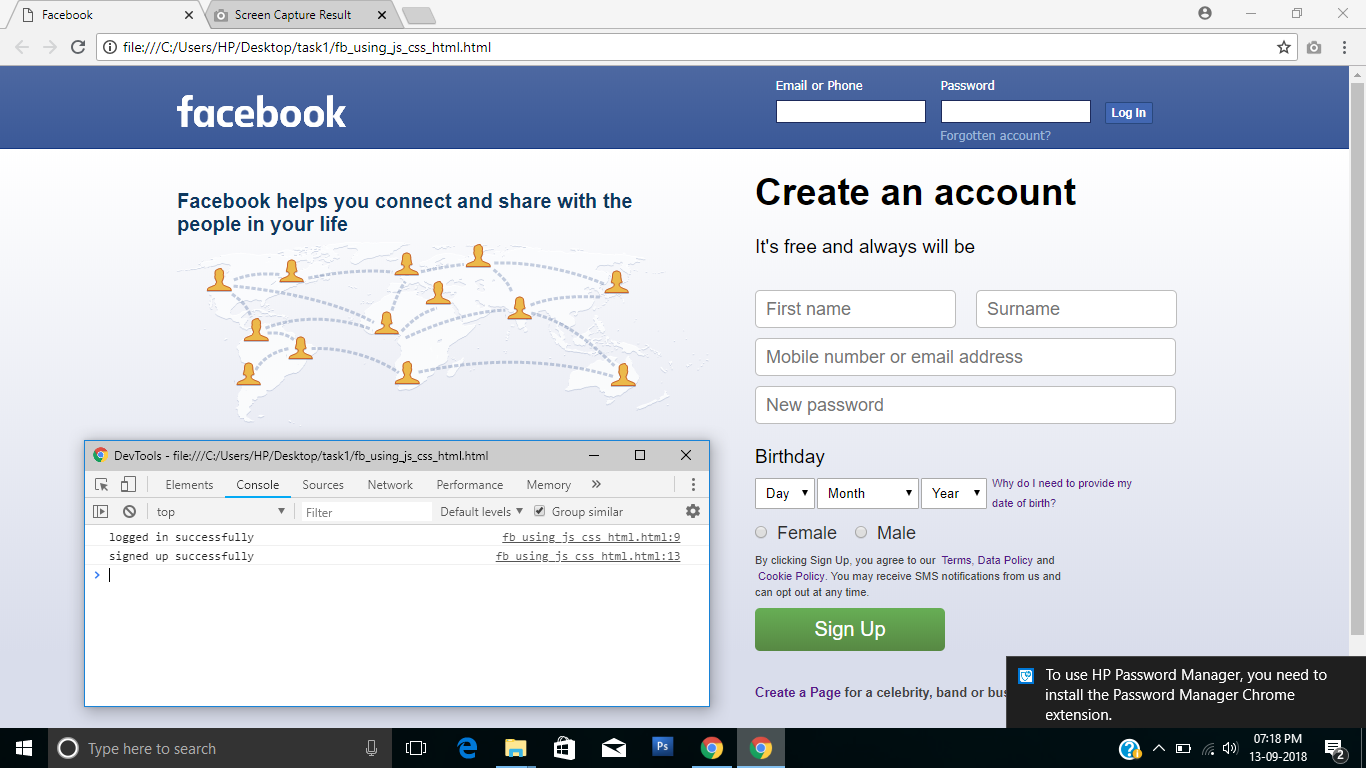 Facebook
Screen Capture Result
file:///C:/Users/HP/Desktop/task1/fb_using_js_css_html.html
facebook
Email or Phone
Password
Log In
Forgotten account?
Facebook helps you connect and share with the
people in your life
Create an account
It's free and always will be
First name
Surname
Mobile number or email address
New password
Birthday
Day
Month
Year
Why do I need to provide my
date of birth?
Female
Male
By clicking Sign Up, you agree to our Terms, Data Policy and
Cookie Policy. You may receive SMS notifications from us and
can opt out at any time.
Sign Up
Create a Page for a celebrity, band or bus
DevTools - file:///C:/Users/HP/Desktop/task1/fb_using_js_css_html.html
Elements Console Sources Network Performance Memory »
top
Filter
Default levels
Group similar
logged in successfully fb_using_js_css_html.html:9
signed up successfully fb_using_js_css_html.html:13
To use HP Password Manager, you need to
install the Password Manager Chrome
extension.
Type here to search
Ps
07:18 PM
13-09-2018
2